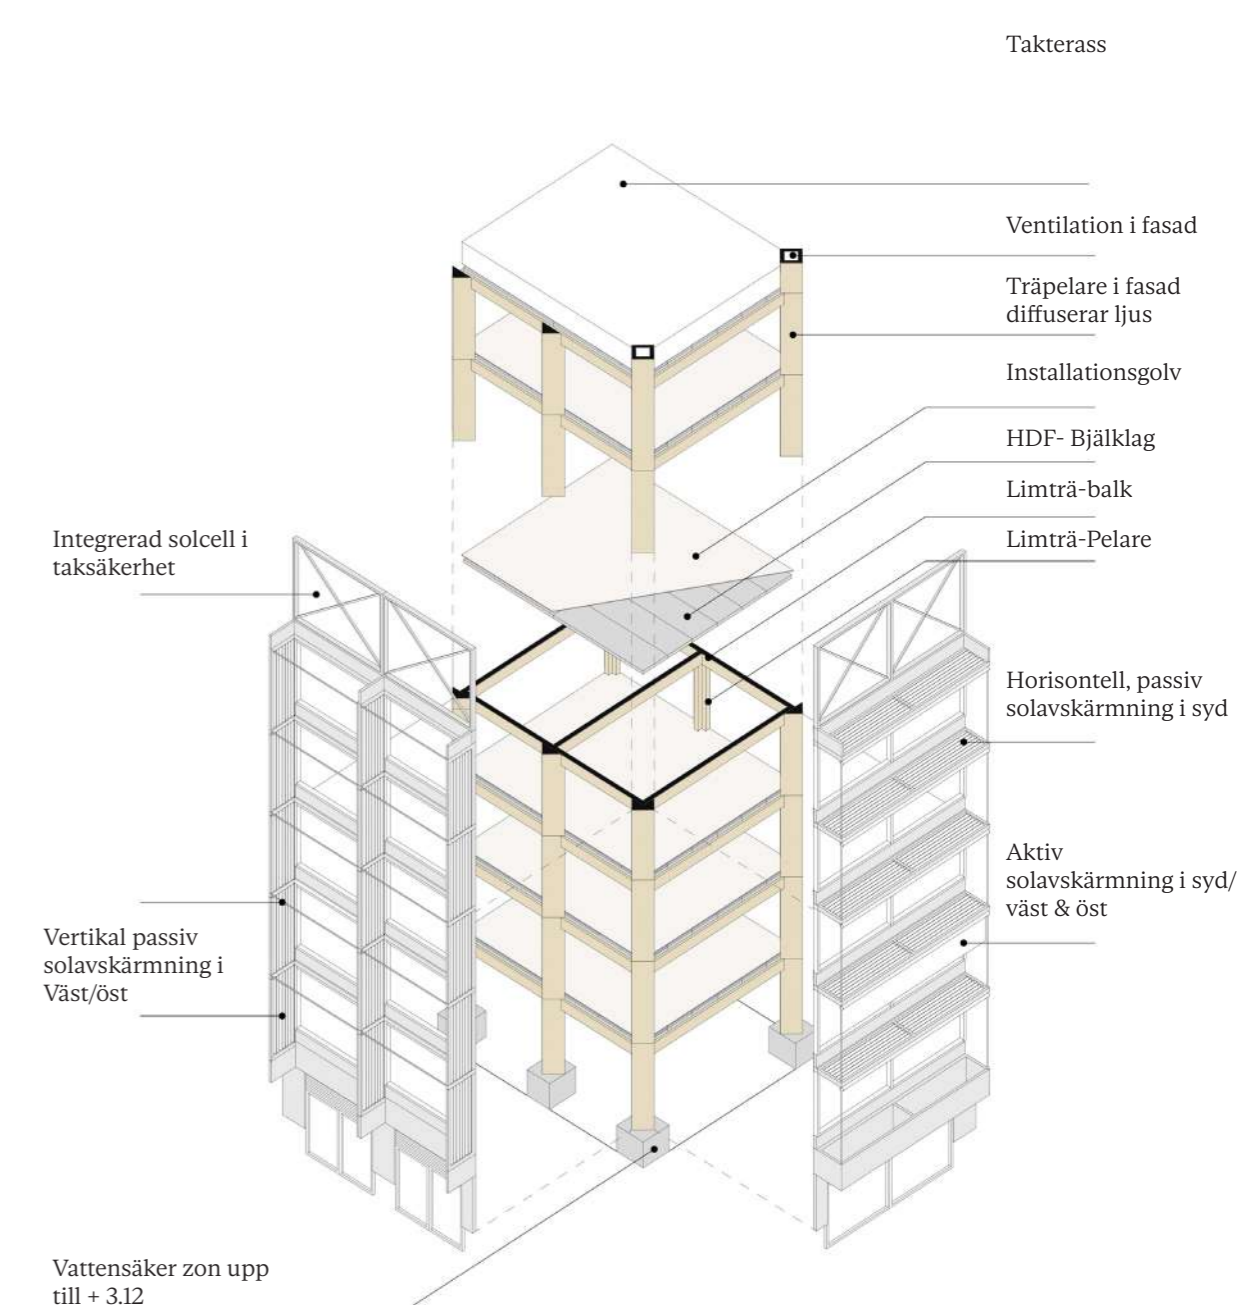 Takterass
Ventilation i fasad
Träpelare i fasad
diffuserar ljus
Installationsgolv
HDF- Bjälklag
Limträ-balk
Limträ-Pelare
Integrerad solcell i
taksäkerhet
Horisontell, passiv
solavskärmning i syd
Aktiv
solavskärmning i syd/
väst & öst
Vertikal passiv
solavskärmning i
Väst/öst
Vattensäker zon upp
till + 3.12